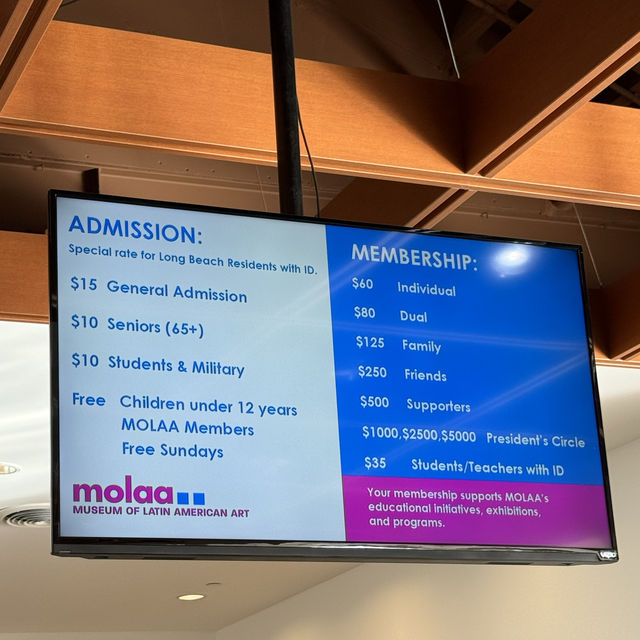 ADMISSION:
Special rate for Long Beach Residents with ID.
$15 General Admission
$10 Seniors (65+)
$10 Students & Military
Free Children under 12 years
MOLAA Members
Free Sundays
molaa
MUSEUM OF LATIN AMERICAN ART
MEMBERSHIP:
$60 Individual
$80 Dual
$125 Family
$250 Friends
$500 Supporters
$1000,$2500,$5000 President's Circle
$35 Students/Teachers with ID
Your membership supports MOLAA's
educational initiatives, exhibitions,
and programs.
VIZIO